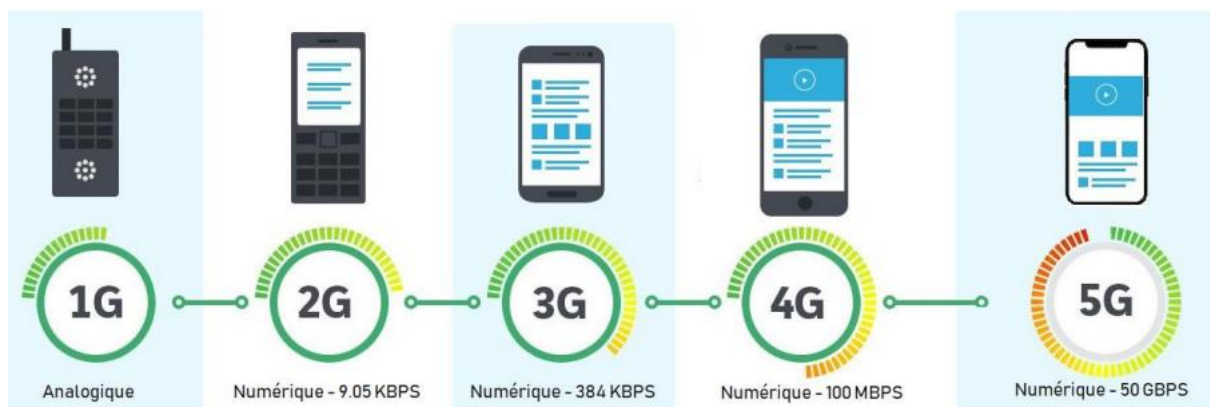 1G
2G
3G
4G
5G
Analogique
Numérique - 9.05 KBPS
Numérique - 384 KBPS
Numérique - 100 MBPS
Numérique - 50 GBPS